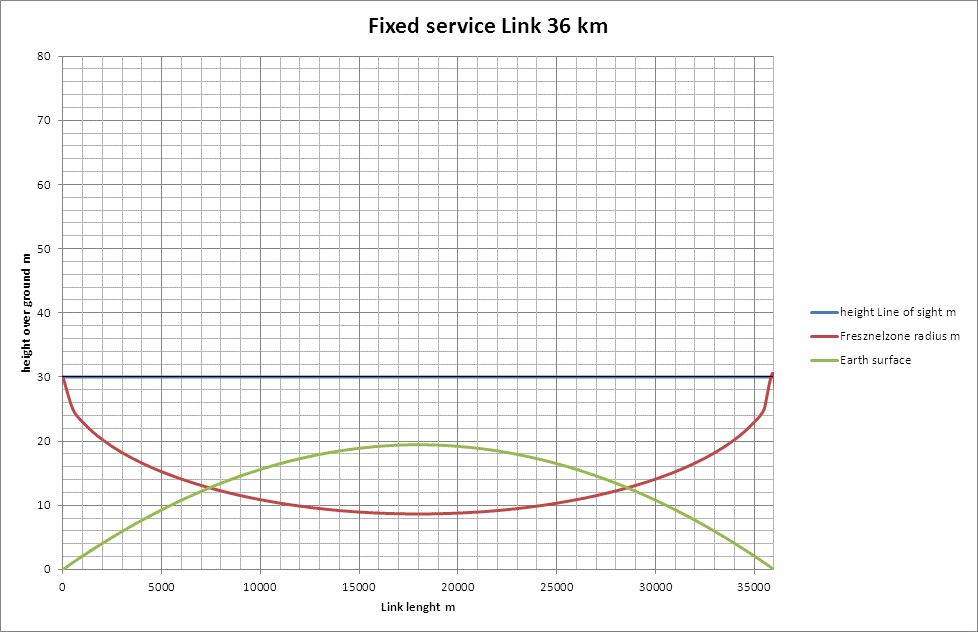 Fixed service Link 36 km
80
70
60
50
40
30
20
10
0
height over ground m
0 5000 10000 15000 20000 25000 30000 35000
Link lenght m
height Line of sight m
Fresznelzone radius m
Earth surface